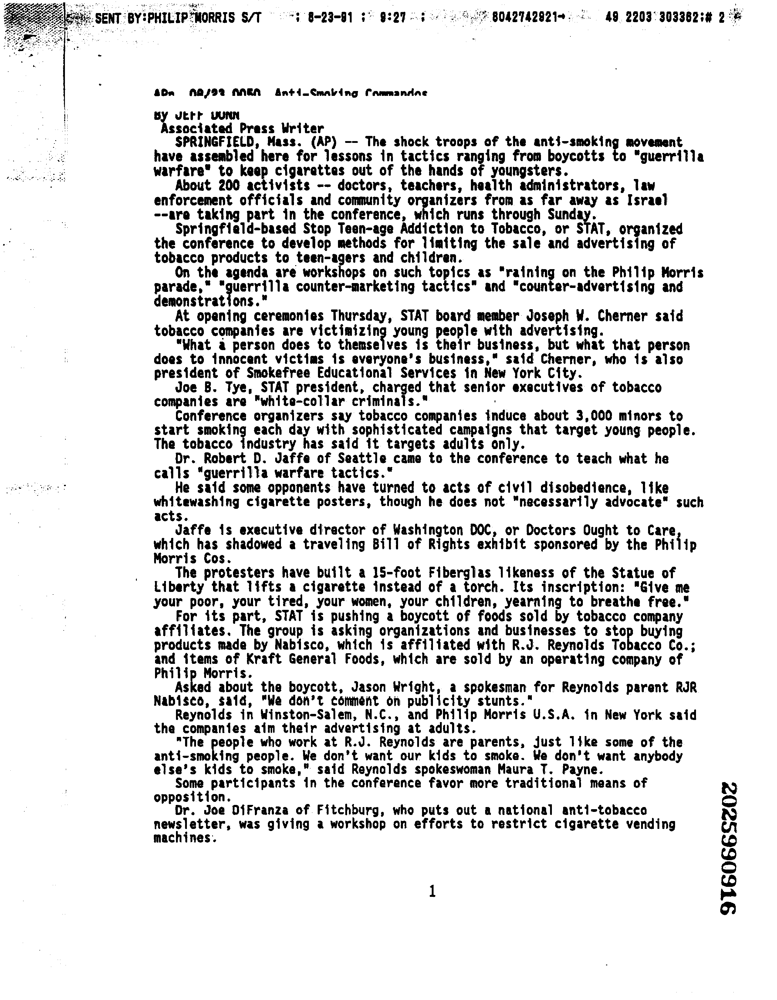 SENT BY:PHILIP MORRIS S/T : 8-23-91 : 9:27 : 8042742921→ 49 2203 303362:# 2
APn 08/23 0050 Anti-Smoking Commandos
By JEFF DONN
Associated Press Writer
SPRINGFIELD, Mass. (AP) -- The shock troops of the anti-smoking movement
have assembled here for lessons in tactics ranging from boycotts to "guerrilla
warfare" to keep cigarettes out of the hands of youngsters.
About 200 activists -- doctors, teachers, health administrators, law
enforcement officials and community organizers from as far away as Israel
--are taking part in the conference, which runs through Sunday.
Springfield-based Stop Teen-age Addiction to Tobacco, or STAT, organized
the conference to develop methods for limiting the sale and advertising of
tobacco products to teen-agers and children.
On the agenda are workshops on such topics as "raining on the Philip Morris
parade," "guerrilla counter-marketing tactics" and "counter-advertising and
demonstrations."
At opening ceremonies Thursday, STAT board member Joseph W. Cherner said
tobacco companies are victimizing young people with advertising.
"What a person does to themselves is their business, but what that person
does to innocent victims is everyone's business," said Cherner, who is also
president of Smokefree Educational Services in New York City.
Joe B. Tye, STAT president, charged that senior executives of tobacco
companies are "white-collar criminals."
Conference organizers say tobacco companies induce about 3,000 minors to
start smoking each day with sophisticated campaigns that target young people.
The tobacco industry has said it targets adults only.
Dr. Robert D. Jaffe of Seattle came to the conference to teach what he
calls "guerrilla warfare tactics."
He said some opponents have turned to acts of civil disobedience, like
whitewashing cigarette posters, though he does not "necessarily advocate" such
acts.
Jaffe is executive director of Washington DOC, or Doctors Ought to Care,
which has shadowed a traveling Bill of Rights exhibit sponsored by the Philip
Morris Cos.
The protesters have built a 15-foot Fiberglas likeness of the Statue of
Liberty that lifts a cigarette instead of a torch. Its inscription: "Give me
your poor, your tired, your women, your children, yearning to breathe free."
For its part, STAT is pushing a boycott of foods sold by tobacco company
affiliates. The group is asking organizations and businesses to stop buying
products made by Nabisco, which is affiliated with R.J. Reynolds Tobacco Co.;
and items of Kraft General Foods, which are sold by an operating company of
Philip Morris.
Asked about the boycott, Jason Wright, a spokesman for Reynolds parent RJR
Nabisco, said, "We don't comment on publicity stunts."
Reynolds in Winston-Salem, N.C., and Philip Morris U.S.A. in New York said
the companies aim their advertising at adults.
"The people who work at R.J. Reynolds are parents, just like some of the
anti-smoking people. We don't want our kids to smoke. We don't want anybody
else's kids to smoke," said Reynolds spokeswoman Maura T. Payne.
Some participants in the conference favor more traditional means of
opposition.
Dr. Joe DiFranza of Fitchburg, who puts out a national anti-tobacco
newsletter, was giving a workshop on efforts to restrict cigarette vending
machines.
1
2025990916